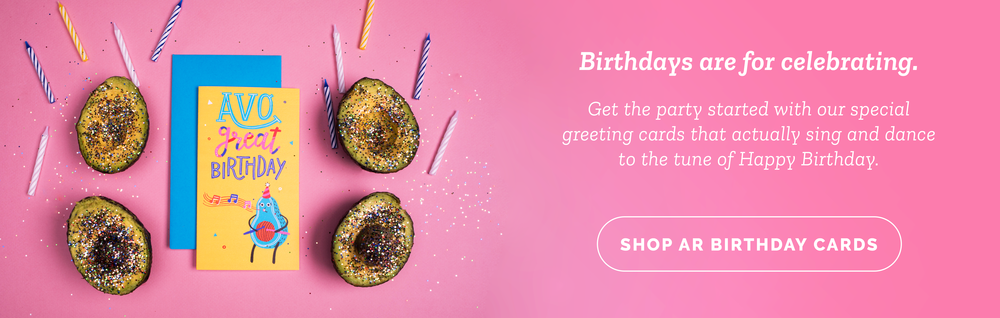 AVO
great
BIRTHDAY
Birthdays are for celebrating.
Get the party started with our special
greeting cards that actually sing and dance
to the tune of Happy Birthday.
SHOP AR BIRTHDAY CARDS